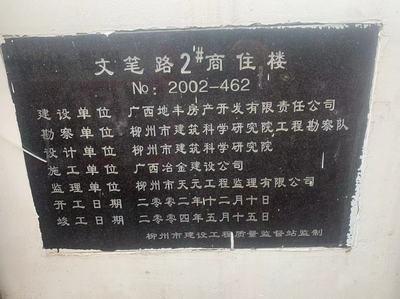 文笔路2#商住楼
No: 2002-462
建设单位 广西地丰房产开发有限责任公司
勘察单位 柳州市建筑科学研究院工程勘察队
设计单位 柳州市建筑科学研究院
施工单位 广西冶金建设公司
监理单位 柳州市天元工程监理有限公司
开工日期 二零零二年十二月十日
竣工日期 二零零四年五月十五日
柳州市建设工程质量监督站监制